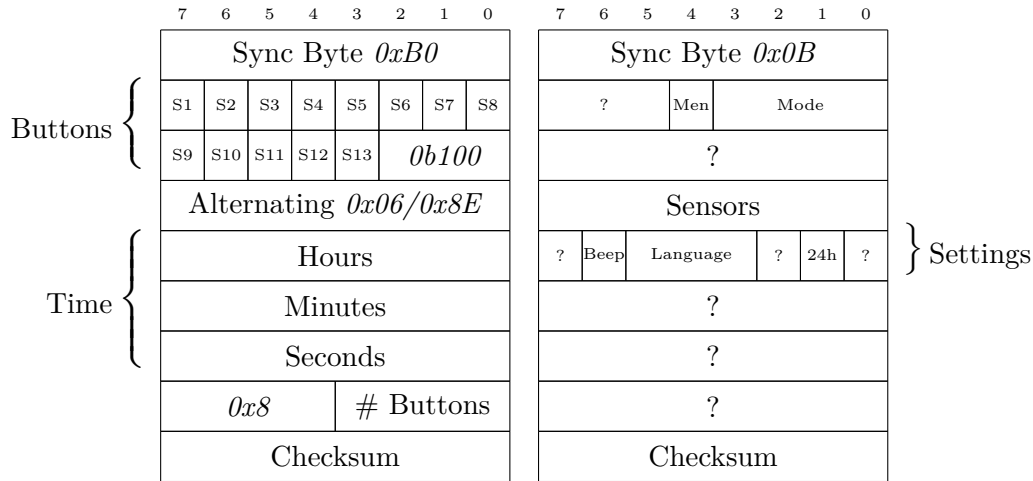 7 6 5 4 3 2 1 0 7 6 5 4 3 2 1 0
Sync Byte 0xB0 Sync Byte 0x0B
Buttons
S1 S2 S3 S4 S5 S6 S7 S8 ? Men Mode
S9 S10 S11 S12 S13 0b100 ?
Alternating 0x06/0x8E Sensors
Time
Hours ? Beep Language ? 24h ? Settings
Minutes ?
Seconds ?
0x8 # Buttons ?
Checksum Checksum